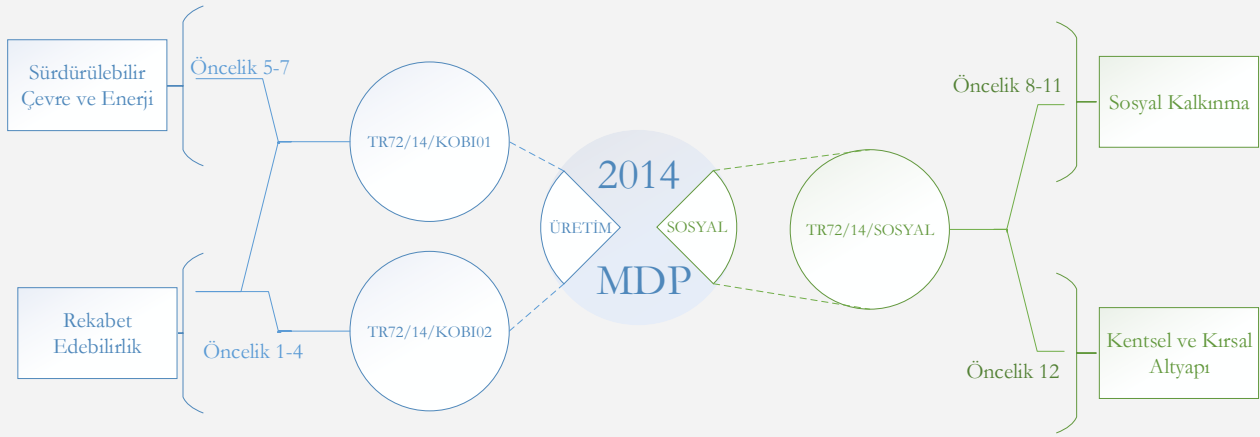 Sürdürülebilir
Çevre ve Enerji
Öncelik 5-7
TR72/14/KOBI01
Rekabet
Edebilirlik
Öncelik 1-4
TR72/14/KOBI02
2014
ÜRETİM
SOSYAL
MDP
TR72/14/SOSYAL
Öncelik 8-11
Sosyal Kalkınma
Öncelik 12
Kentsel ve Kırsal
Altyapı